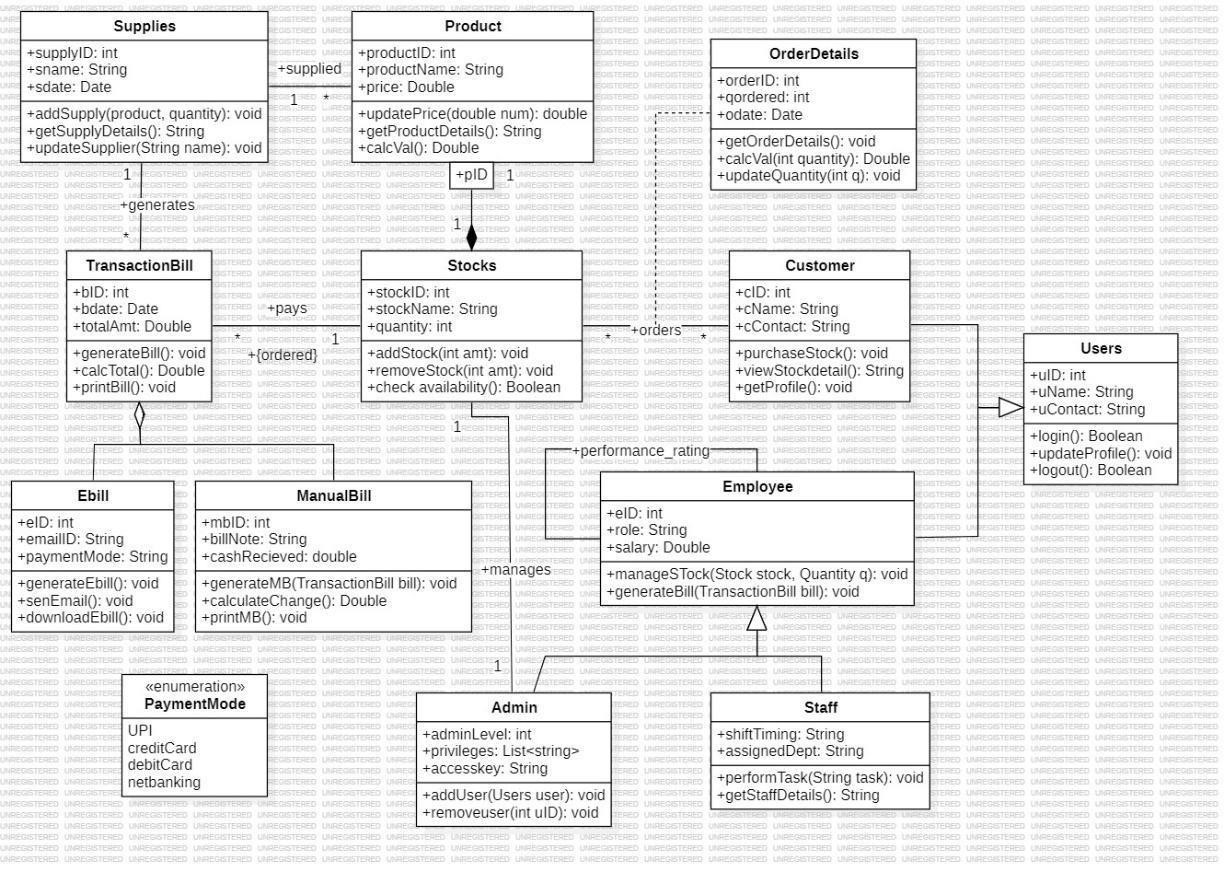 Supplies
+supplyID: int
+sname: String
+sdate: Date
+addSupply(product, quantity): void
+getSupplyDetails(): String
+updateSupplier(String name): void
+supplied
1
*
Product
+productID: int
+productName: String
+price: Double
+updatePrice(double num): double
+getProductDetails(): String
+calcVal(): Double
+pID
1
1
OrderDetails
+orderID: int
+qordered: int
+odate: Date
+getOrderDetails(): void
+calcVal(int quantity): Double
+updateQuantity(int q): void
1
+generates
*
TransactionBill
+bID: int
+bdate: Date
+totalAmt: Double
+generateBill(): void
+calcTotal(): Double
+printBill(): void
+pays
*
1
+{ordered}
Stocks
+stockID: int
+stockName: String
+quantity: int
+addStock(int amt): void
+removeStock(int amt): void
+check availability(): Boolean
+orders
*
*
Customer
+cID: int
+cName: String
+cContact: String
+purchaseStock(): void
+viewStockdetail(): String
+getProfile(): void
Users
+uID: int
+uName: String
+uContact: String
+login(): Boolean
+updateProfile(): void
+logout(): Boolean
1
+manages
1
+performance_rating
Employee
+eID: int
+role: String
+salary: Double
+manageSTock(Stock stock, Quantity q): void
+generateBill(TransactionBill bill): void
Ebill
+eID: int
+emailID: String
+paymentMode: String
+generateEbill(): void
+senEmail(): void
+downloadEbill(): void
ManualBill
+mbID: int
+billNote: String
+cashRecieved: double
+generateMB(TransactionBill bill): void
+calculateChange(): Double
+printMB(): void
«enumeration»
PaymentMode
UPI
creditCard
debitCard
netbanking
Admin
+adminLevel: int
+privileges: List<string>
+accesskey: String
+addUser(Users user): void
+removeuser(int uID): void
Staff
+shiftTiming: String
+assignedDept: String
+performTask(String task): void
+getStaffDetails(): String
UNREGISTERED